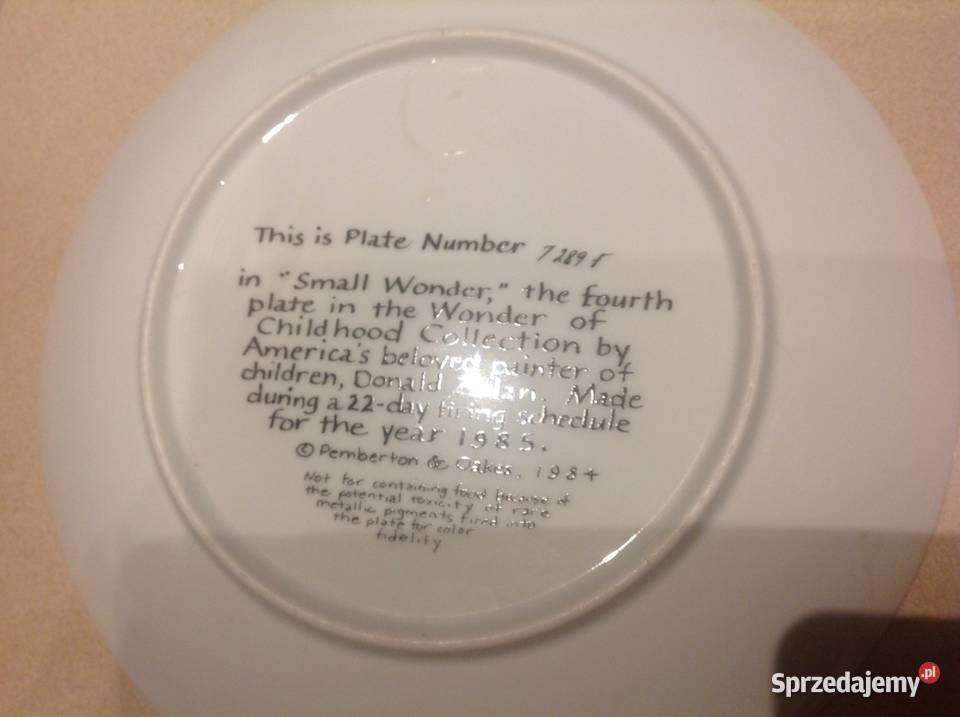 This is Plate Number 7289 F
in "Small Wonder," the fourth
plate in the Wonder of
Childhood Collection by
America's beloved painter of
children, Donald Made
during a 22-day firing schedule
for the year 1985.
© Pemberton & Oakes, 1984
Not for containing food because of
the potential toxicity of rare
metallic pigments fired into
the plate for color
fidelity
Sprzedajemy.pl